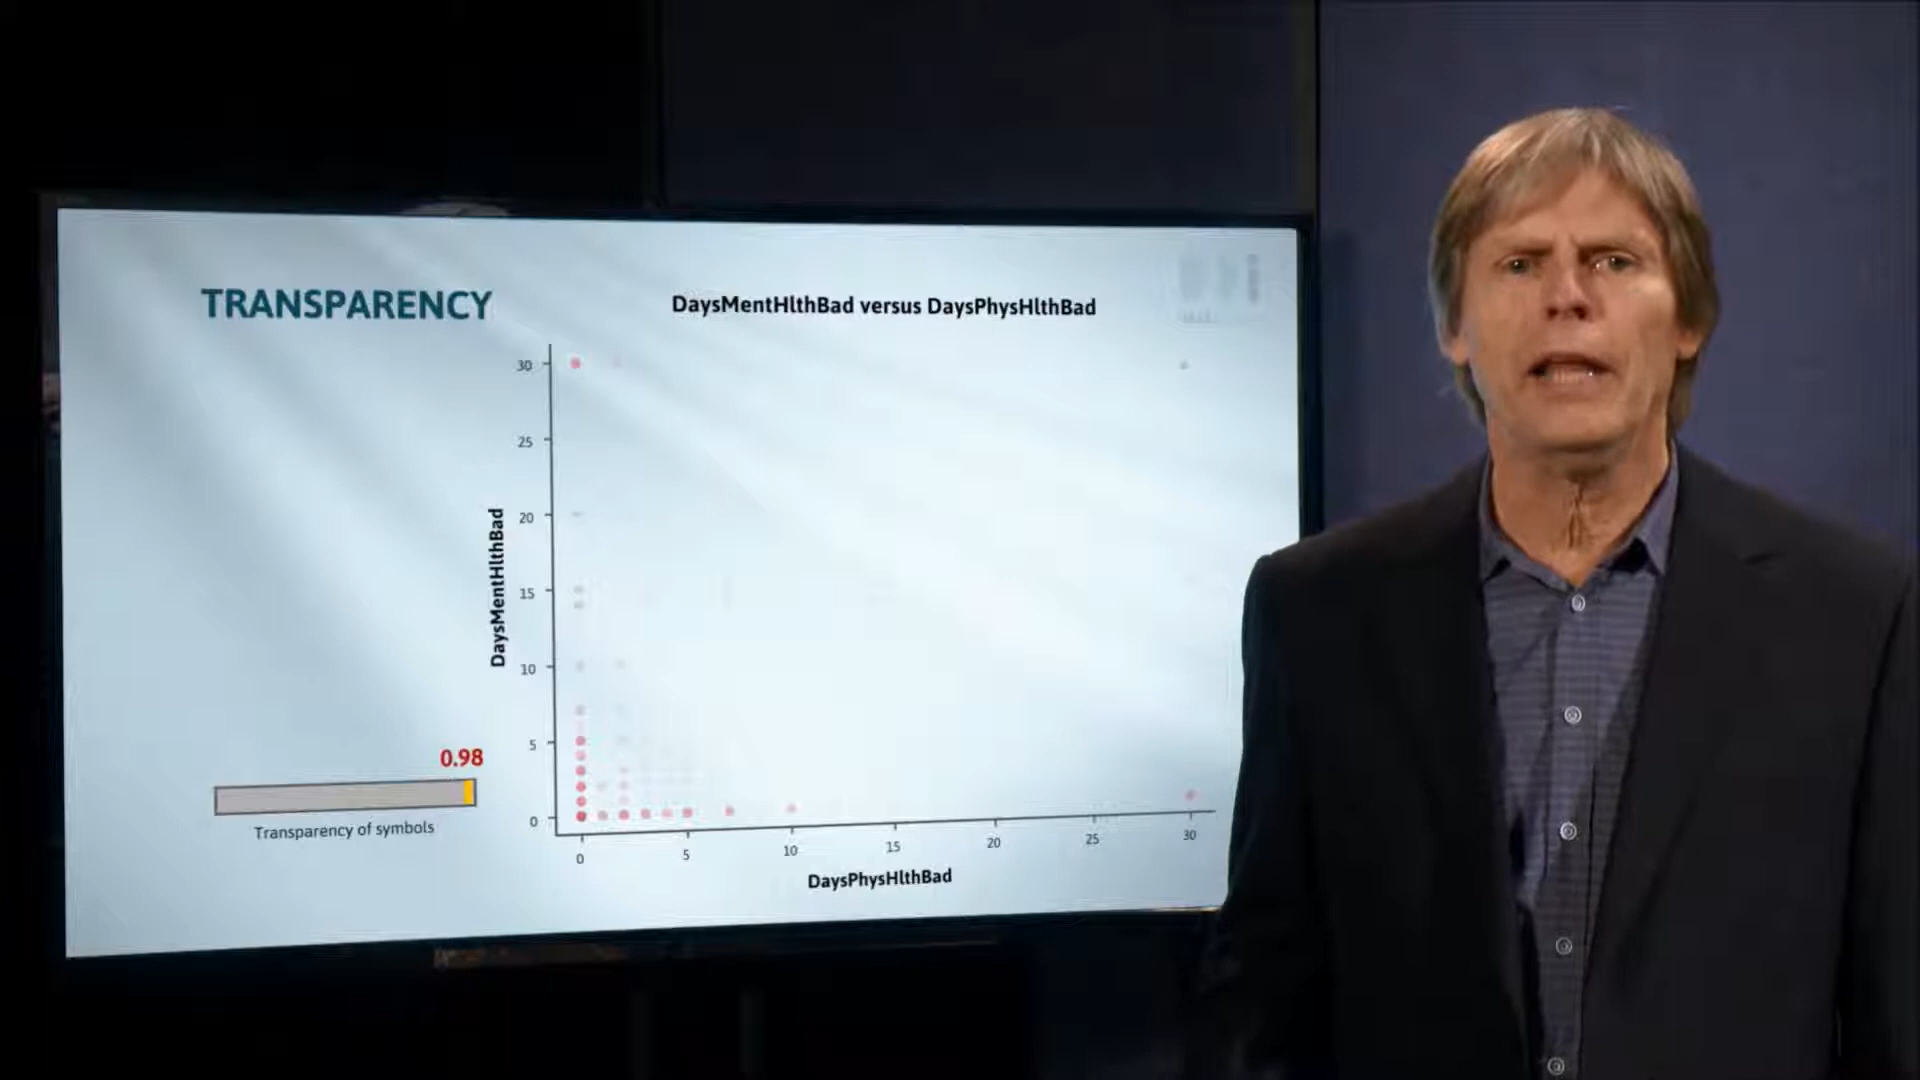 TRANSPARENCY
DaysMentHlthBad versus DaysPhysHlthBad
30
25
20
15
10
5
0
DaysMentHlthBad
0.98
Transparency of symbols
0 5 10 15 20 25 30
DaysPhysHlthBad